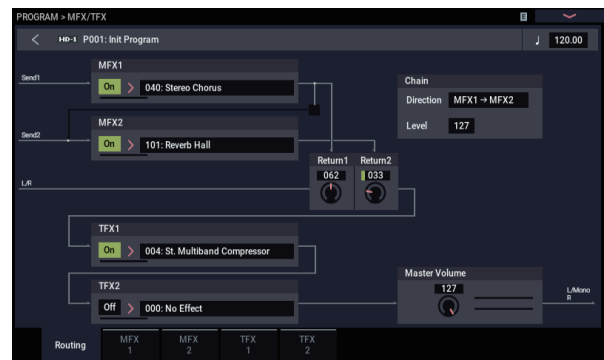 PROGRAM > MFX/TFX
E
HD-1 P001: Init Program
♩ 120.00
MFX1
Send1
On 040: Stereo Chorus
Chain
Direction MFX1 → MFX2
Level 127
MFX2
Send2
On 101: Reverb Hall
Return1 Return2
062 033
L/R
TFX1
On 004: St. Multiband Compressor
TFX2
Off 000: No Effect
Master Volume
127
L/Mono
R
Routing
MFX
1
MFX
2
TFX
1
TFX
2